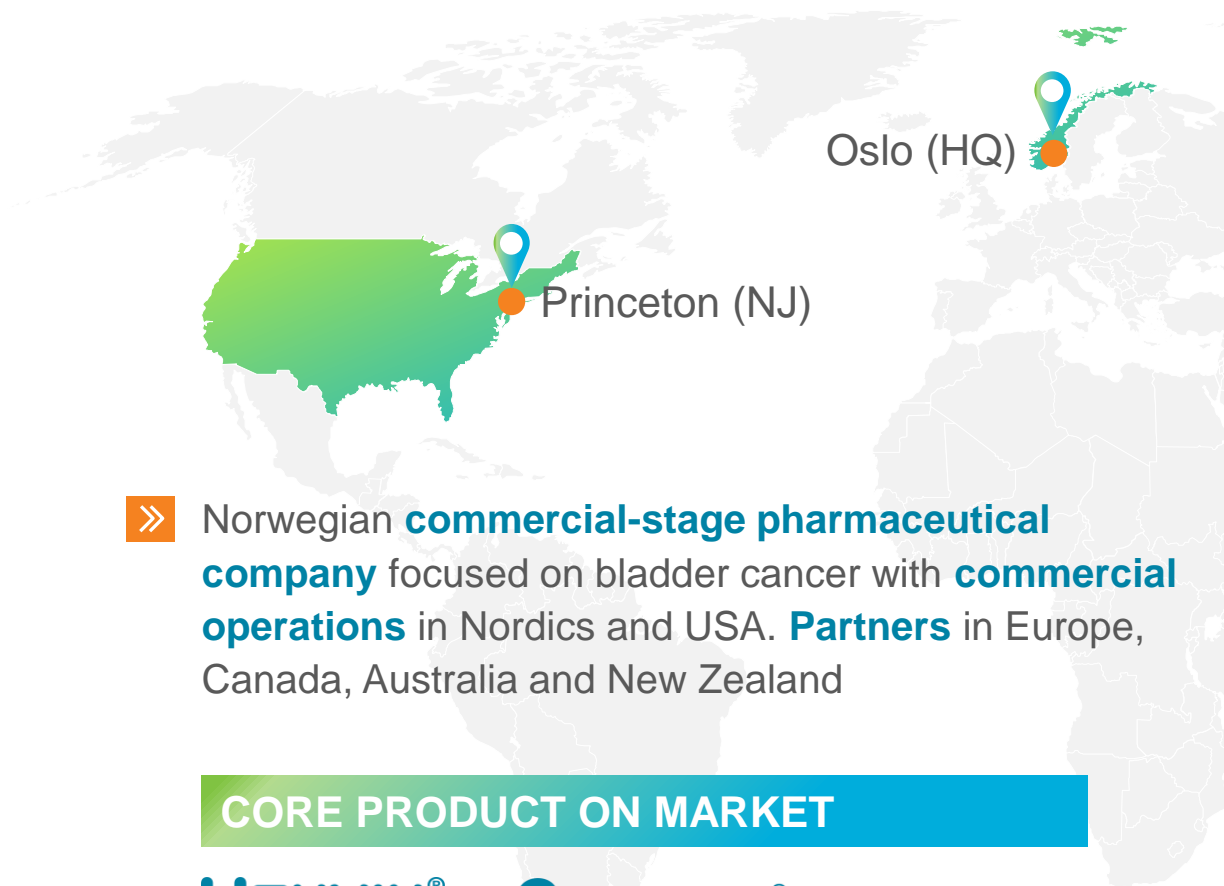 Oslo (HQ)
Princeton (NJ)
Norwegian commercial-stage pharmaceutical
company focused on bladder cancer with commercial
operations in Nordics and USA. Partners in Europe,
Canada, Australia and New Zealand
CORE PRODUCT ON MARKET